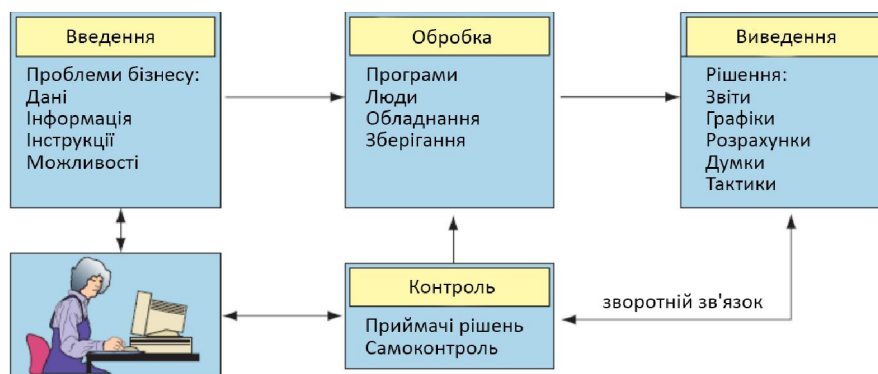 Введення
Проблеми бізнесу:
Дані
Інформація
Інструкції
Можливості
Обробка
Програми
Люди
Обладнання
Зберігання
Виведення
Рішення:
Звіти
Графіки
Розрахунки
Думки
Тактики
Контроль
Приймачі рішень
Самоконтроль
зворотній зв'язок